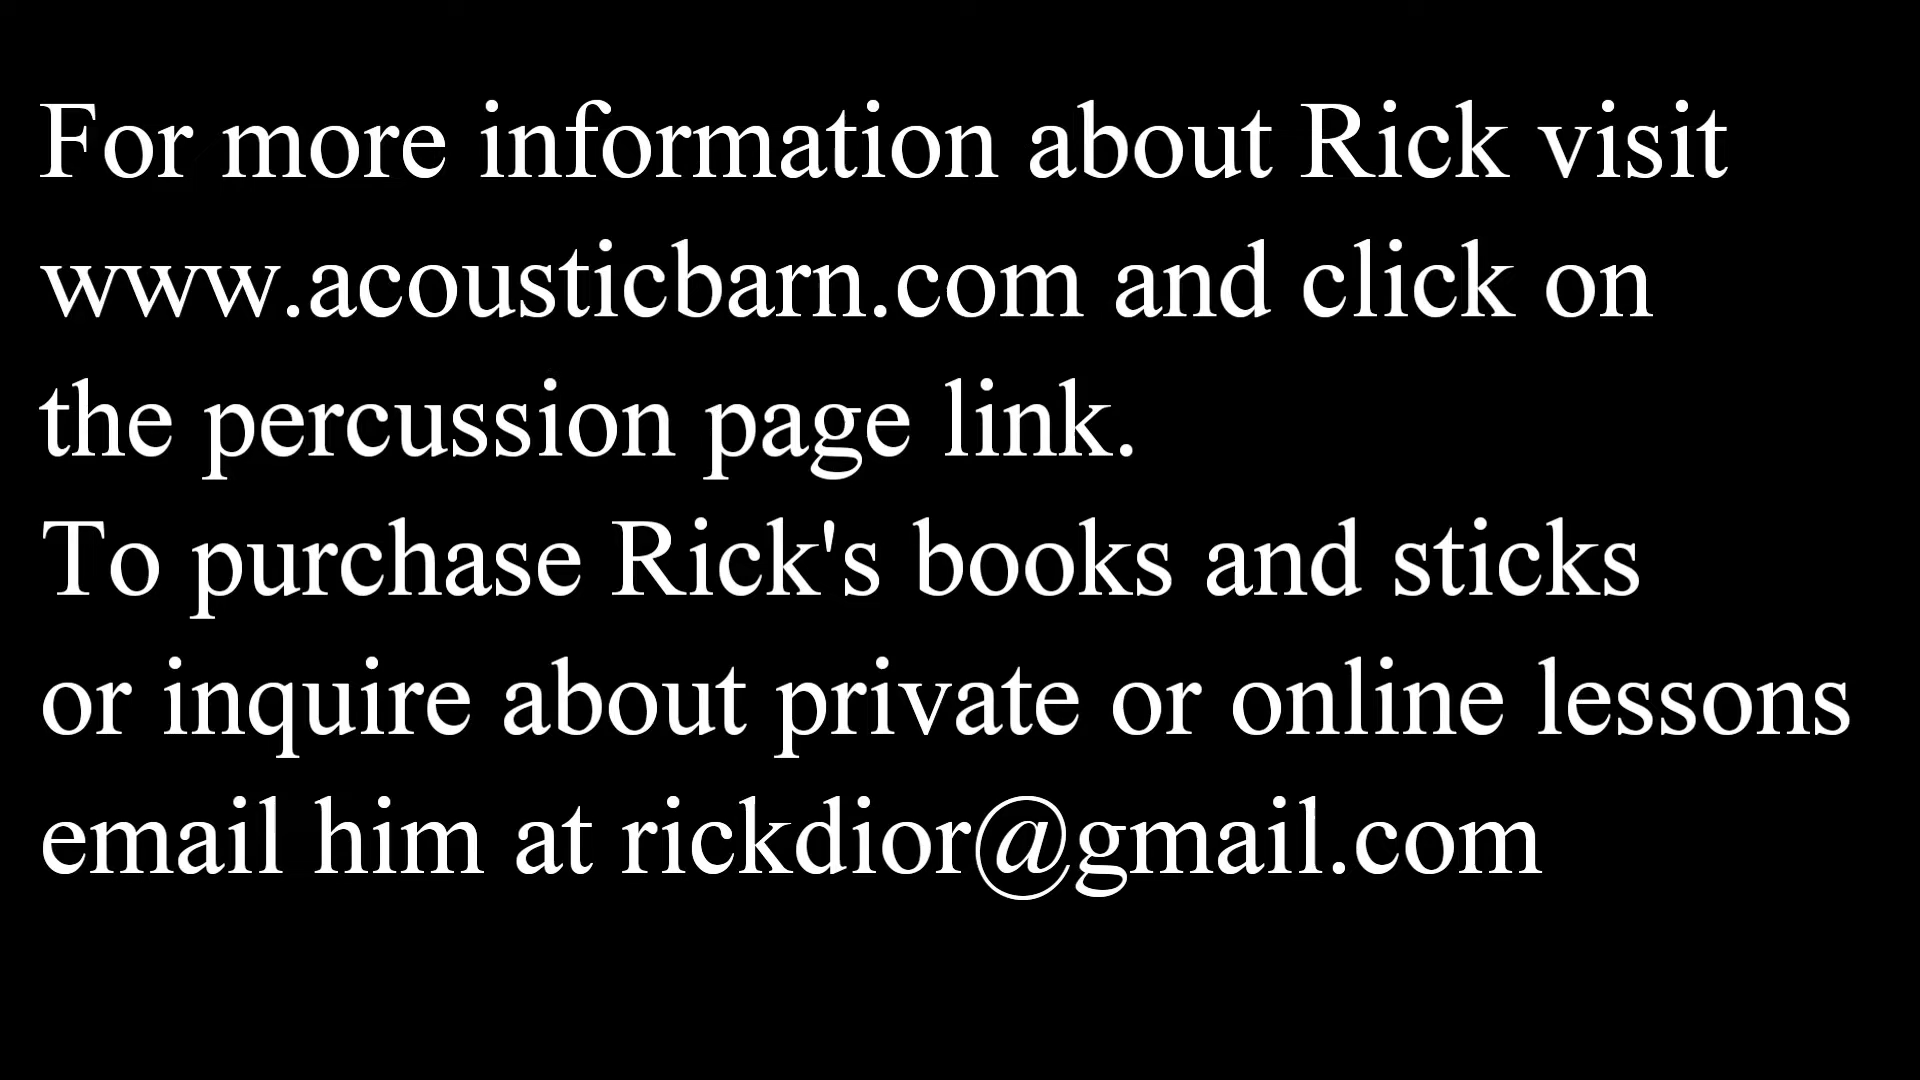 For more information about Rick visit
www.acousticbarn.com and click on
the percussion page link.
To purchase Rick's books and sticks
or inquire about private or online lessons
email him at rickdior@gmail.com